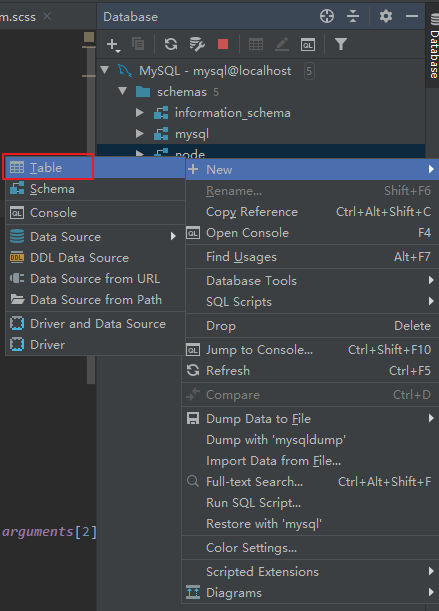 m.scss
Database
MySQL - mysql@localhost 5
schemas 5
information_schema
mysql
node
Database
Table
Schema
Console
Data Source
DDL Data Source
Data Source from URL
Data Source from Path
Driver and Data Source
Driver
New
Rename... Shift+F6
Copy Reference Ctrl+Alt+Shift+C
Open Console F4
Find Usages Alt+F7
Database Tools
SQL Scripts
Drop Delete
Jump to Console... Ctrl+Shift+F10
Refresh Ctrl+F5
Compare Ctrl+D
Dump Data to File
Dump with 'mysqldump'
Import Data from File...
Full-text Search... Ctrl+Alt+Shift+F
Run SQL Script...
Restore with 'mysql'
Color Settings...
Scripted Extensions
Diagrams
arguments[2]